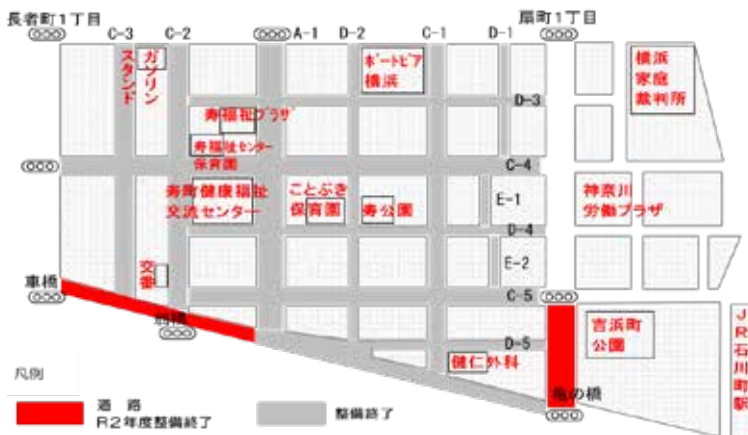 長者町1丁目
扇町1丁目
C-3
C-2
A-1
D-2
C-1
D-1
ガソリン
スタンド
ボートピア
横浜
横浜
家庭
裁判所
D-3
寿福祉プラザ
寿福祉センター
保育園
C-4
寿町健康福祉
交流センター
ことぶき
保育園
寿公園
E-1
神奈川
労働プラザ
D-4
交番
E-2
車橋
C-5
D-5
吉浜町
公園
JR石川町駅
健仁外科
亀の橋
凡例
道 路
R2年度整備終了
整備終了